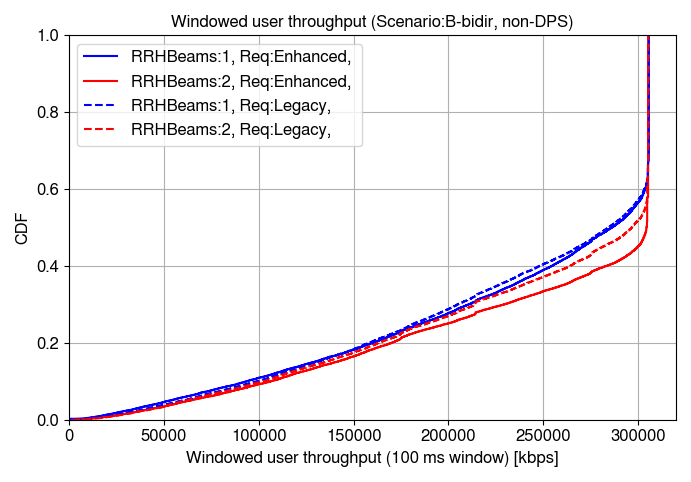 Windowed user throughput (Scenario:B-bidir, non-DPS)
1.0
0.8
0.6
0.4
0.2
0.0
CDF
RRHBeams:1, Req:Enhanced,
RRHBeams:2, Req:Enhanced,
RRHBeams:1, Req:Legacy,
RRHBeams:2, Req:Legacy,
0 50000 100000 150000 200000 250000 300000
Windowed user throughput (100 ms window) [kbps]